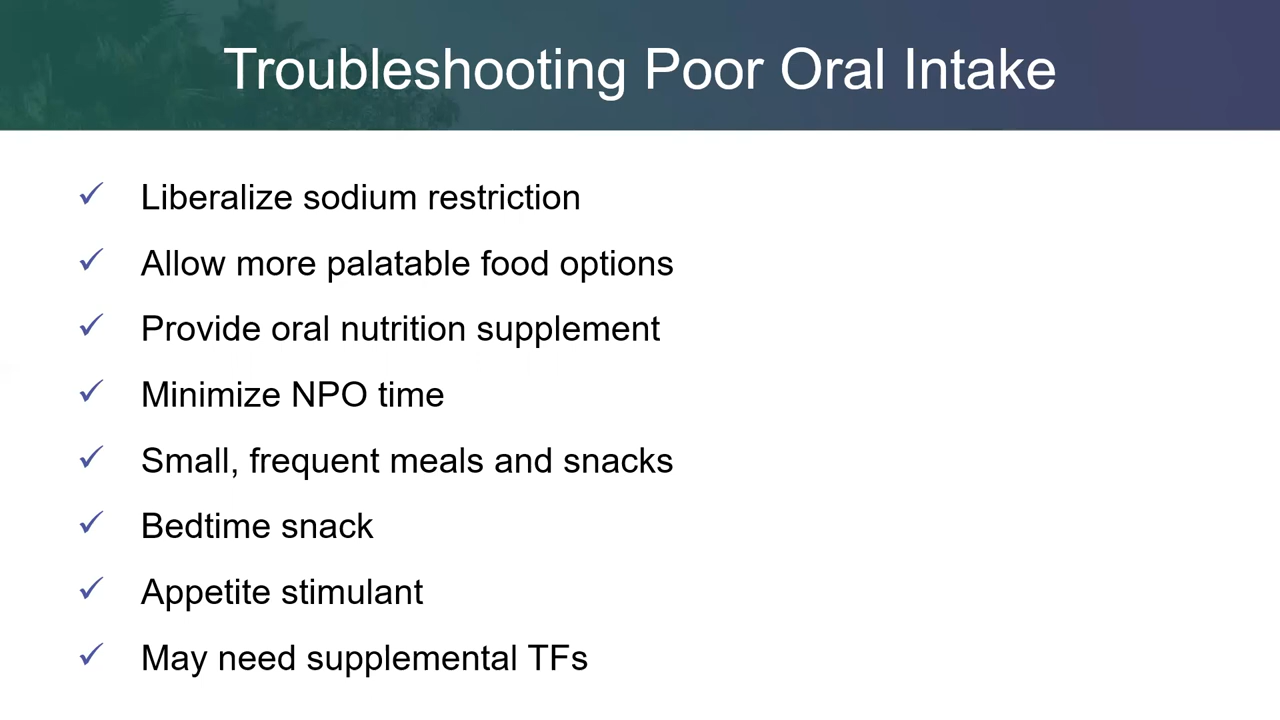 Troubleshooting Poor Oral Intake
✓ Liberalize sodium restriction
✓ Allow more palatable food options
✓ Provide oral nutrition supplement
✓ Minimize NPO time
✓ Small, frequent meals and snacks
✓ Bedtime snack
✓ Appetite stimulant
✓ May need supplemental TFs